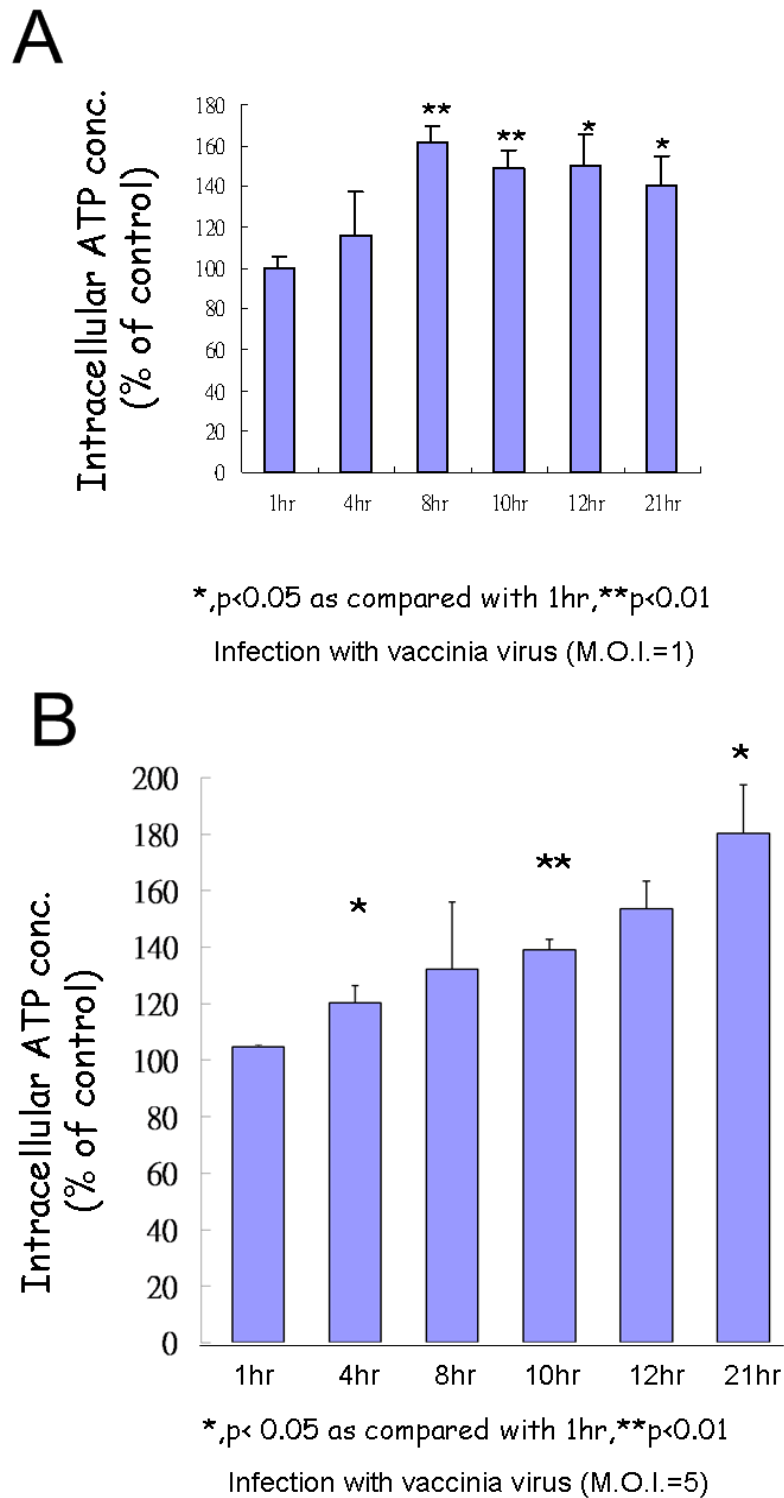 A
Intracellular ATP conc.
(% of control)
180
160
140
120
100
80
60
40
20
0
** ** * *
1hr 4hr 8hr 10hr 12hr 21hr
*,p<0.05 as compared with 1hr,**p<0.01
Infection with vaccinia virus (M.O.I.=1)
B
Intracellular ATP conc.
(% of control)
200
180
160
140
120
100
80
60
40
20
0
* ** *
1hr 4hr 8hr 10hr 12hr 21hr
*,p< 0.05 as compared with 1hr,**p<0.01
Infection with vaccinia virus (M.O.I.=5)